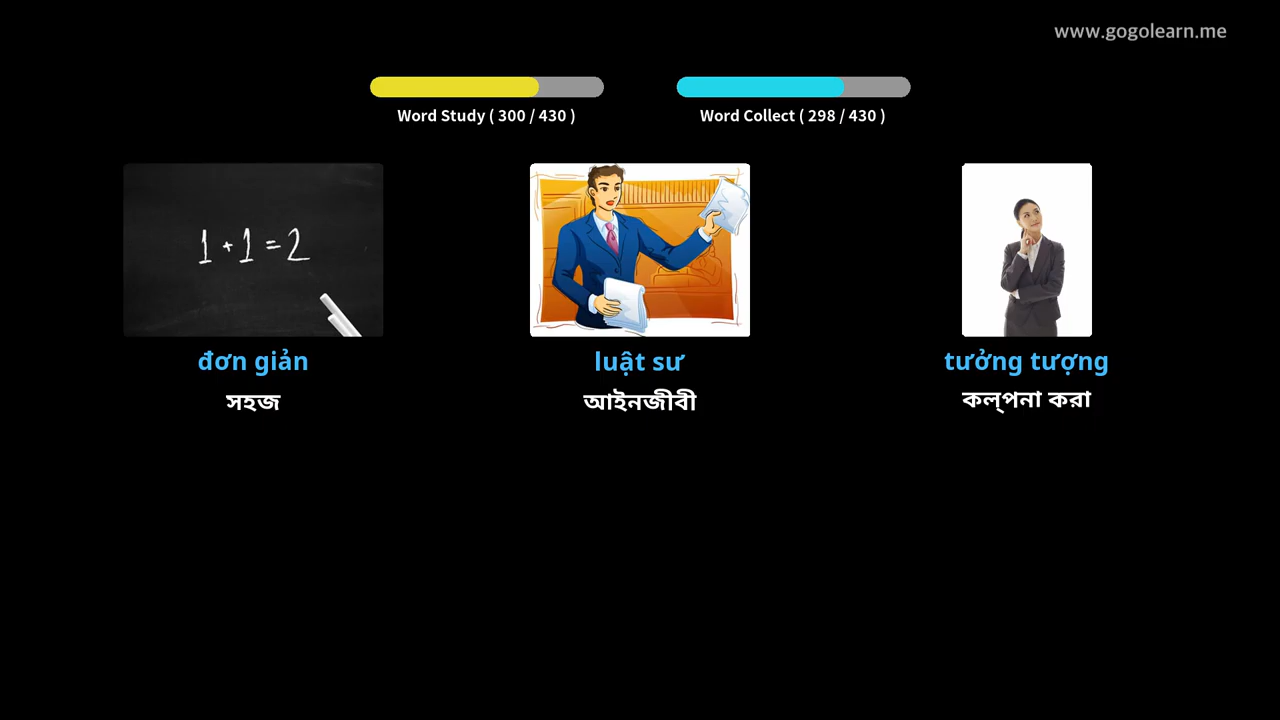 www.gogolearn.me
Word Study ( 300 / 430 )
Word Collect ( 298 / 430 )
1 + 1 = 2
đơn giản
luật sư
tưởng tượng
সহজ
আইনজীবী
কল্পনা করা